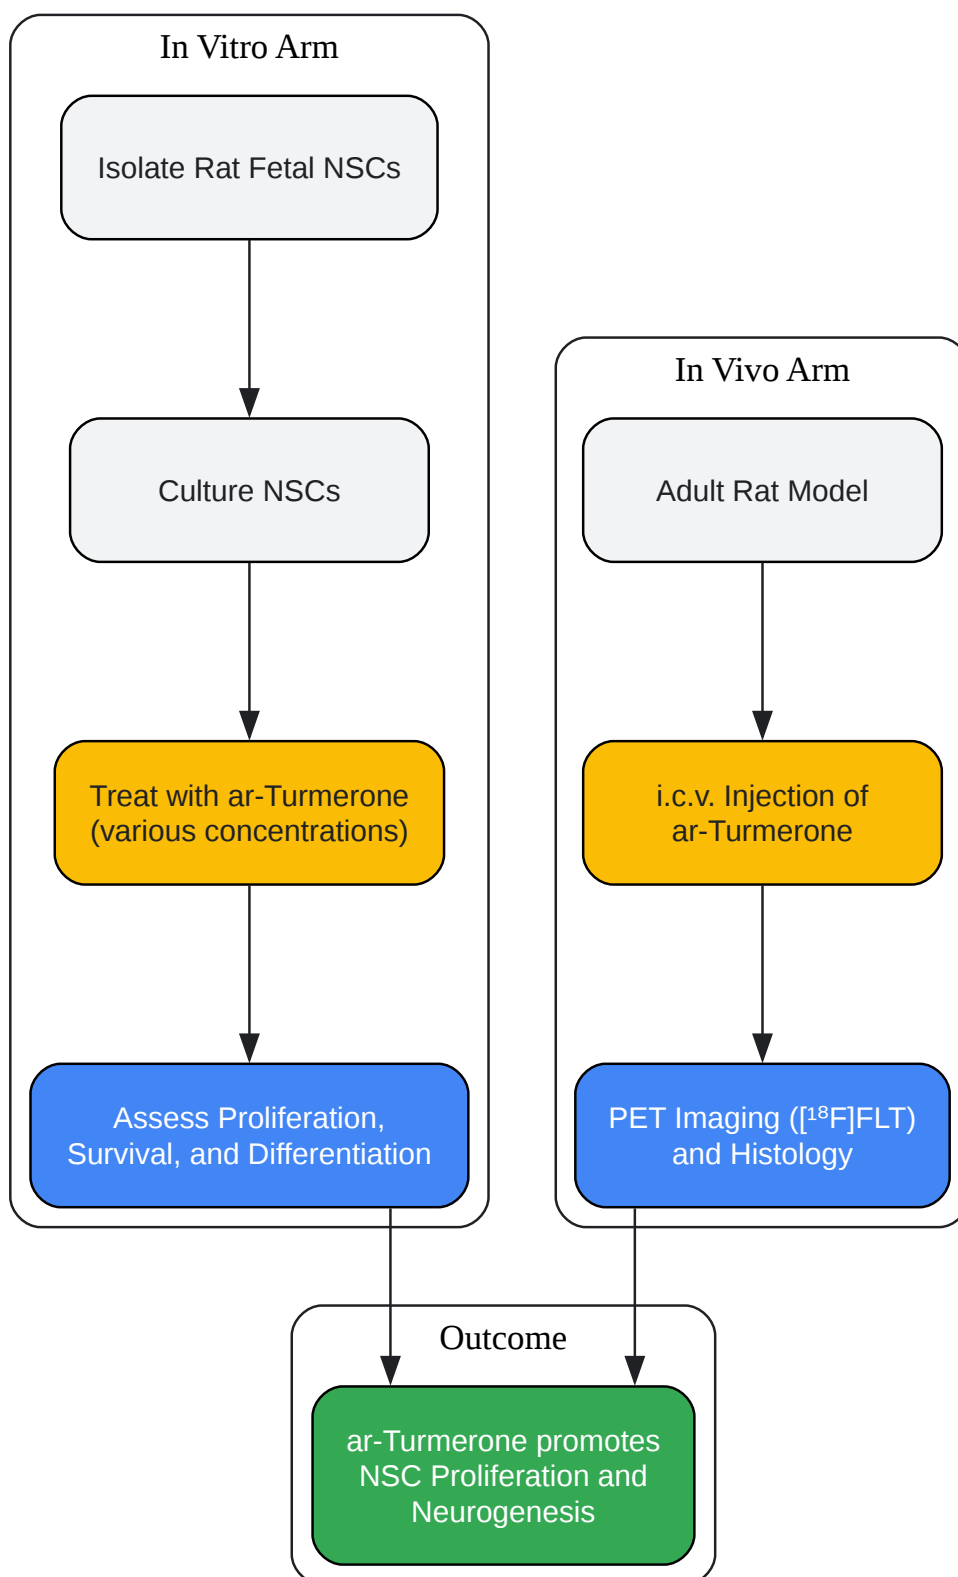 In Vitro Arm
Isolate Rat Fetal NSCs
Culture NSCs
Treat with ar-Turmerone
(various concentrations)
Assess Proliferation,
Survival, and Differentiation
In Vivo Arm
Adult Rat Model
i.c.v. Injection of
ar-Turmerone
PET Imaging ([¹⁸F]FLT)
and Histology
Outcome
ar-Turmerone promotes
NSC Proliferation and
Neurogenesis